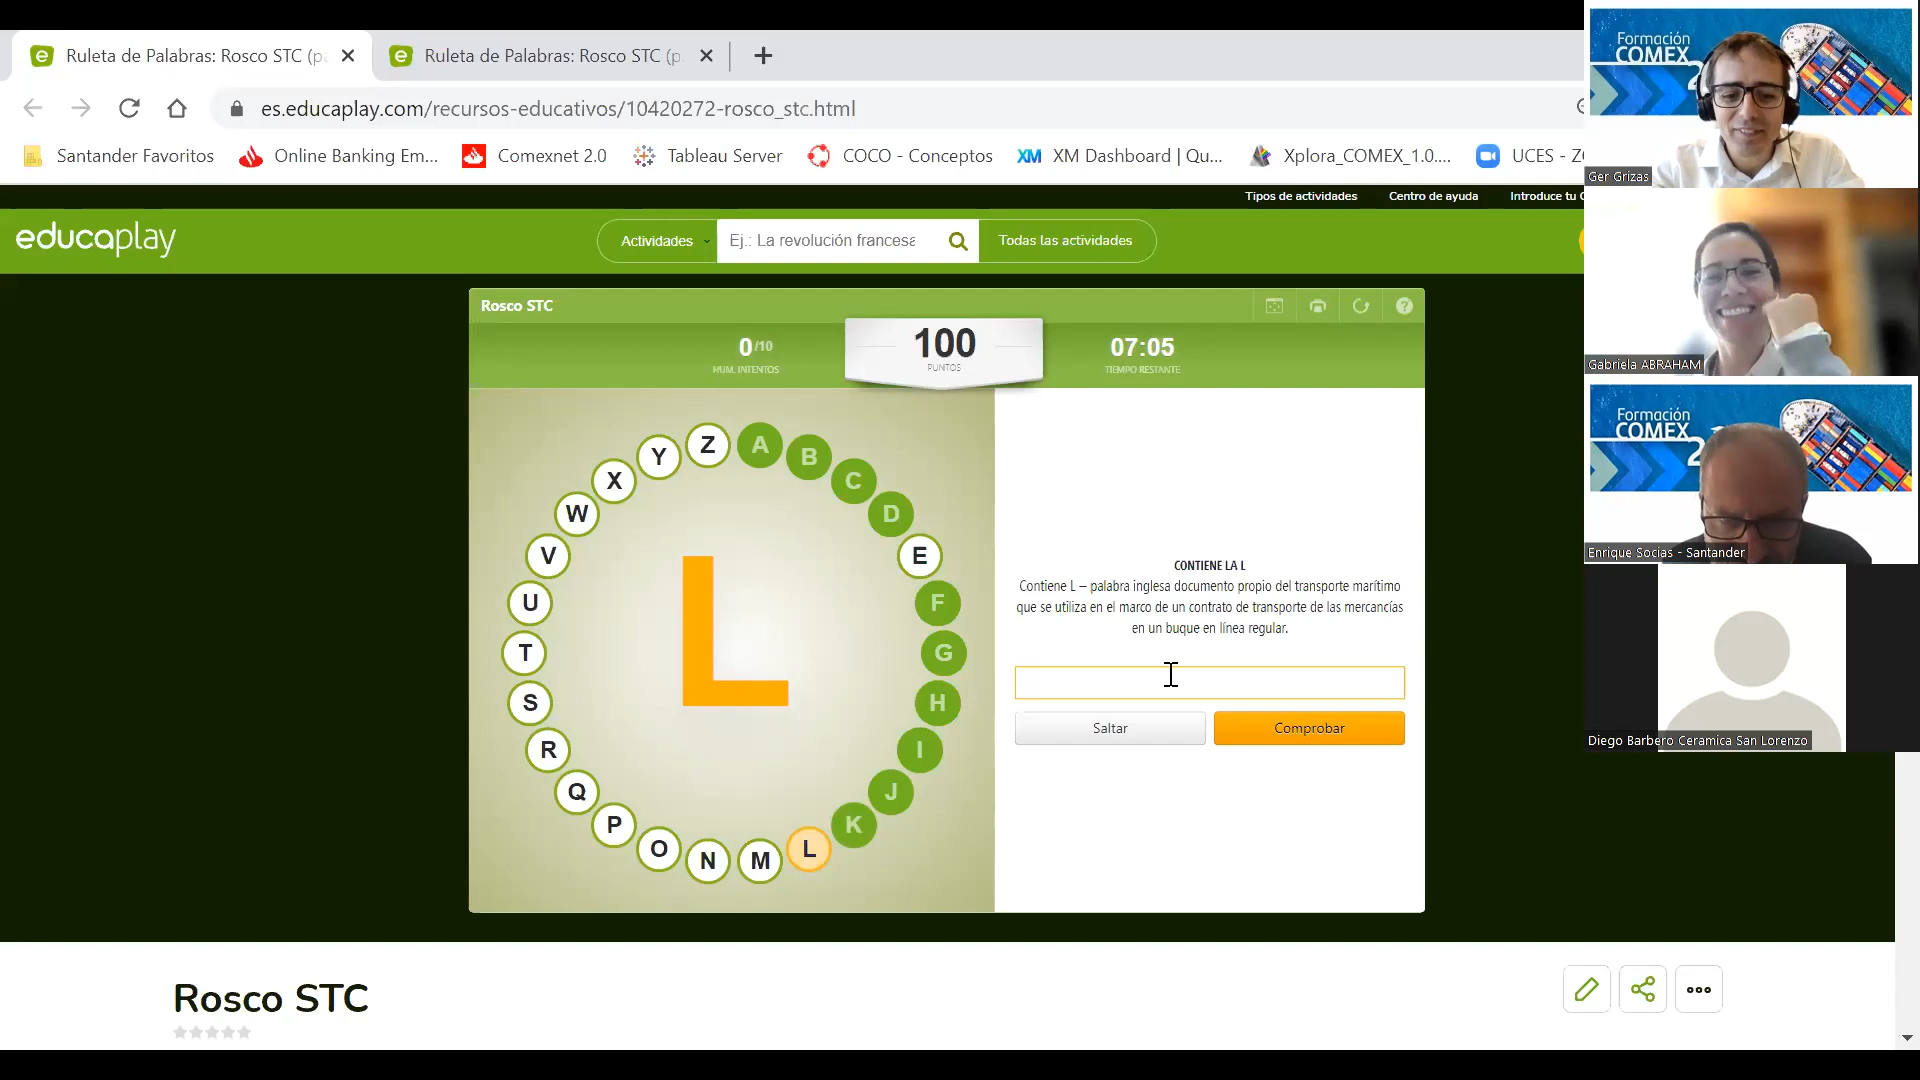 Ruleta de Palabras: Rosco STC (pa
Ruleta de Palabras: Rosco STC (p
es.educaplay.com/recursos-educativos/10420272-rosco_stc.html
Santander Favoritos
Online Banking Em...
Comexnet 2.0
Tableau Server
COCO - Conceptos
XM Dashboard | Qu...
Xplora_COMEX_1.0....
UCES - Z
Tipos de actividades
Centro de ayuda
Introduce tu
educaplay
Actividades
Ej.: La revolución francesa
Todas las actividades
Rosco STC
0/10
NUM. INTENTOS
100
PUNTOS
07:05
TIEMPO RESTANTE
A
B
C
D
E
F
G
H
I
J
K
L
M
N
O
P
Q
R
S
T
U
V
W
X
Y
Z
L
CONTIENE LA L
Contiene L – palabra inglesa documento propio del transporte marítimo
que se utiliza en el marco de un contrato de transporte de las mercancías
en un buque en línea regular.
Saltar
Comprobar
Rosco STC
Formación
COMEX
2
Ger Grizas
Gabriela ABRAHAM
Formación
COMEX
2
Enrique Socias - Santander
Diego Barbero Ceramica San Lorenzo